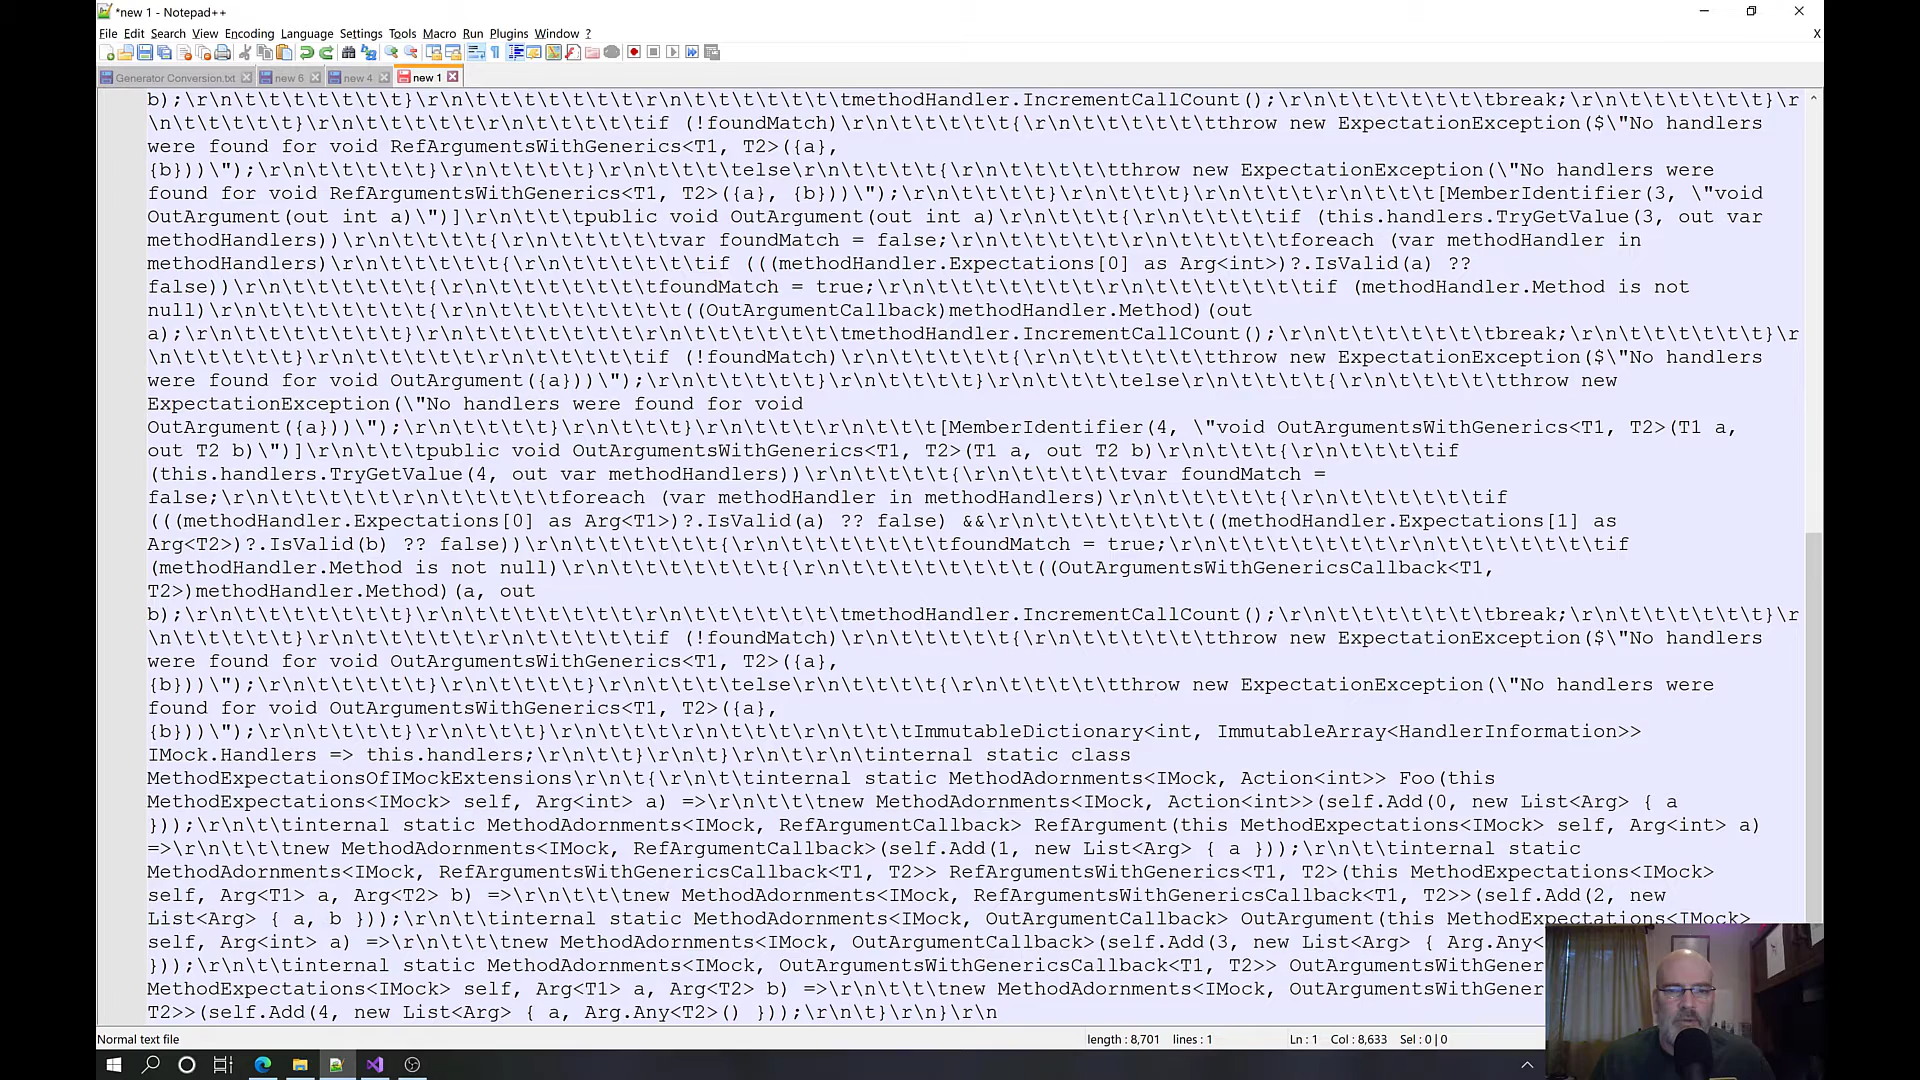 *new 1 - Notepad++
File Edit Search View Encoding Language Settings Tools Macro Run Plugins Window ? X
Generator Conversion.txt new 6 new 4 new 1
b);\r\n\t\t\t\t\t\t\t}\r\n\t\t\t\t\t\t\t\r\n\t\t\t\t\t\t\tmethodHandler.IncrementCallCount();\r\n\t\t\t\t\t\t\tbreak;\r\n\t\t\t\t\t\t}\r
\n\t\t\t\t\t}\r\n\t\t\t\t\t\r\n\t\t\t\t\tif (!foundMatch)\r\n\t\t\t\t\t{\r\n\t\t\t\t\t\tthrow new ExpectationException($\"No handlers
were found for void RefArgumentsWithGenerics<T1, T2>({a},
{b}))\");\r\n\t\t\t\t\t}\r\n\t\t\t\t}\r\n\t\t\t\telse\r\n\t\t\t\t{\r\n\t\t\t\t\tthrow new ExpectationException(\"No handlers were
found for void RefArgumentsWithGenerics<T1, T2>({a}, {b}))\");\r\n\t\t\t\t}\r\n\t\t\t}\r\n\t\t\t\r\n\t\t\t[MemberIdentifier(3, \"void
OutArgument(out int a)\")]\r\n\t\t\tpublic void OutArgument(out int a)\r\n\t\t\t{\r\n\t\t\t\tif (this.handlers.TryGetValue(3, out var
methodHandlers))\r\n\t\t\t\t{\r\n\t\t\t\t\tvar foundMatch = false;\r\n\t\t\t\t\t\r\n\t\t\t\t\tforeach (var methodHandler in
methodHandlers)\r\n\t\t\t\t\t{\r\n\t\t\t\t\t\tif (((methodHandler.Expectations[0] as Arg<int>)?.IsValid(a) ??
false))\r\n\t\t\t\t\t\t{\r\n\t\t\t\t\t\t\tfoundMatch = true;\r\n\t\t\t\t\t\t\t\r\n\t\t\t\t\t\t\tif (methodHandler.Method is not
null)\r\n\t\t\t\t\t\t\t{\r\n\t\t\t\t\t\t\t\t((OutArgumentCallback)methodHandler.Method)(out
a);\r\n\t\t\t\t\t\t\t}\r\n\t\t\t\t\t\t\t\r\n\t\t\t\t\t\t\tmethodHandler.IncrementCallCount();\r\n\t\t\t\t\t\t\tbreak;\r\n\t\t\t\t\t\t}\r
\n\t\t\t\t\t}\r\n\t\t\t\t\t\r\n\t\t\t\t\tif (!foundMatch)\r\n\t\t\t\t\t{\r\n\t\t\t\t\t\tthrow new ExpectationException($\"No handlers
were found for void OutArgument({a}))\");\r\n\t\t\t\t\t}\r\n\t\t\t\t}\r\n\t\t\t\telse\r\n\t\t\t\t{\r\n\t\t\t\t\tthrow new
ExpectationException(\"No handlers were found for void
OutArgument({a}))\");\r\n\t\t\t\t}\r\n\t\t\t}\r\n\t\t\t\r\n\t\t\t[MemberIdentifier(4, \"void OutArgumentsWithGenerics<T1, T2>(T1 a,
out T2 b)\")]\r\n\t\t\tpublic void OutArgumentsWithGenerics<T1, T2>(T1 a, out T2 b)\r\n\t\t\t{\r\n\t\t\t\tif
(this.handlers.TryGetValue(4, out var methodHandlers))\r\n\t\t\t\t{\r\n\t\t\t\t\tvar foundMatch =
false;\r\n\t\t\t\t\t\r\n\t\t\t\t\tforeach (var methodHandler in methodHandlers)\r\n\t\t\t\t\t{\r\n\t\t\t\t\t\tif
(((methodHandler.Expectations[0] as Arg<T1>)?.IsValid(a) ?? false) &&\r\n\t\t\t\t\t\t\t((methodHandler.Expectations[1] as
Arg<T2>)?.IsValid(b) ?? false))\r\n\t\t\t\t\t\t{\r\n\t\t\t\t\t\t\tfoundMatch = true;\r\n\t\t\t\t\t\t\t\r\n\t\t\t\t\t\t\tif
(methodHandler.Method is not null)\r\n\t\t\t\t\t\t\t{\r\n\t\t\t\t\t\t\t\t((OutArgumentsWithGenericsCallback<T1,
T2>)methodHandler.Method)(a, out
b);\r\n\t\t\t\t\t\t\t}\r\n\t\t\t\t\t\t\t\r\n\t\t\t\t\t\t\tmethodHandler.IncrementCallCount();\r\n\t\t\t\t\t\t\tbreak;\r\n\t\t\t\t\t\t}\r
\n\t\t\t\t\t}\r\n\t\t\t\t\t\r\n\t\t\t\t\tif (!foundMatch)\r\n\t\t\t\t\t{\r\n\t\t\t\t\t\tthrow new ExpectationException($\"No handlers
were found for void OutArgumentsWithGenerics<T1, T2>({a},
{b}))\");\r\n\t\t\t\t\t}\r\n\t\t\t\t}\r\n\t\t\t\telse\r\n\t\t\t\t{\r\n\t\t\t\t\tthrow new ExpectationException(\"No handlers were
found for void OutArgumentsWithGenerics<T1, T2>({a},
{b}))\");\r\n\t\t\t\t}\r\n\t\t\t}\r\n\t\t\t\r\n\t\t\t\r\n\t\t\tImmutableDictionary<int, ImmutableArray<HandlerInformation>>
IMock.Handlers => this.handlers;\r\n\t\t}\r\n\t}\r\n\t\r\n\tinternal static class
MethodExpectationsOfIMockExtensions\r\n\t{\r\n\t\tinternal static MethodAdornments<IMock, Action<int>> Foo(this
MethodExpectations<IMock> self, Arg<int> a) =>\r\n\t\t\tnew MethodAdornments<IMock, Action<int>>(self.Add(0, new List<Arg> { a
}));\r\n\t\tinternal static MethodAdornments<IMock, RefArgumentCallback> RefArgument(this MethodExpectations<IMock> self, Arg<int> a)
=>\r\n\t\t\tnew MethodAdornments<IMock, RefArgumentCallback>(self.Add(1, new List<Arg> { a }));\r\n\t\tinternal static
MethodAdornments<IMock, RefArgumentsWithGenericsCallback<T1, T2>> RefArgumentsWithGenerics<T1, T2>(this MethodExpectations<IMock>
self, Arg<T1> a, Arg<T2> b) =>\r\n\t\t\tnew MethodAdornments<IMock, RefArgumentsWithGenericsCallback<T1, T2>>(self.Add(2, new
List<Arg> { a, b }));\r\n\t\tinternal static MethodAdornments<IMock, OutArgumentCallback> OutArgument(this MethodExpectations<IMock>
self, Arg<int> a) =>\r\n\t\t\tnew MethodAdornments<IMock, OutArgumentCallback>(self.Add(3, new List<Arg> { Arg.Any<
}));\r\n\t\tinternal static MethodAdornments<IMock, OutArgumentsWithGenericsCallback<T1, T2>> OutArgumentsWithGener
MethodExpectations<IMock> self, Arg<T1> a, Arg<T2> b) =>\r\n\t\t\tnew MethodAdornments<IMock, OutArgumentsWithGener
T2>>(self.Add(4, new List<Arg> { a, Arg.Any<T2>() }));\r\n\t}\r\n}\r\n
Normal text file length : 8,701 lines : 1 Ln : 1 Col : 8,633 Sel : 0 | 0